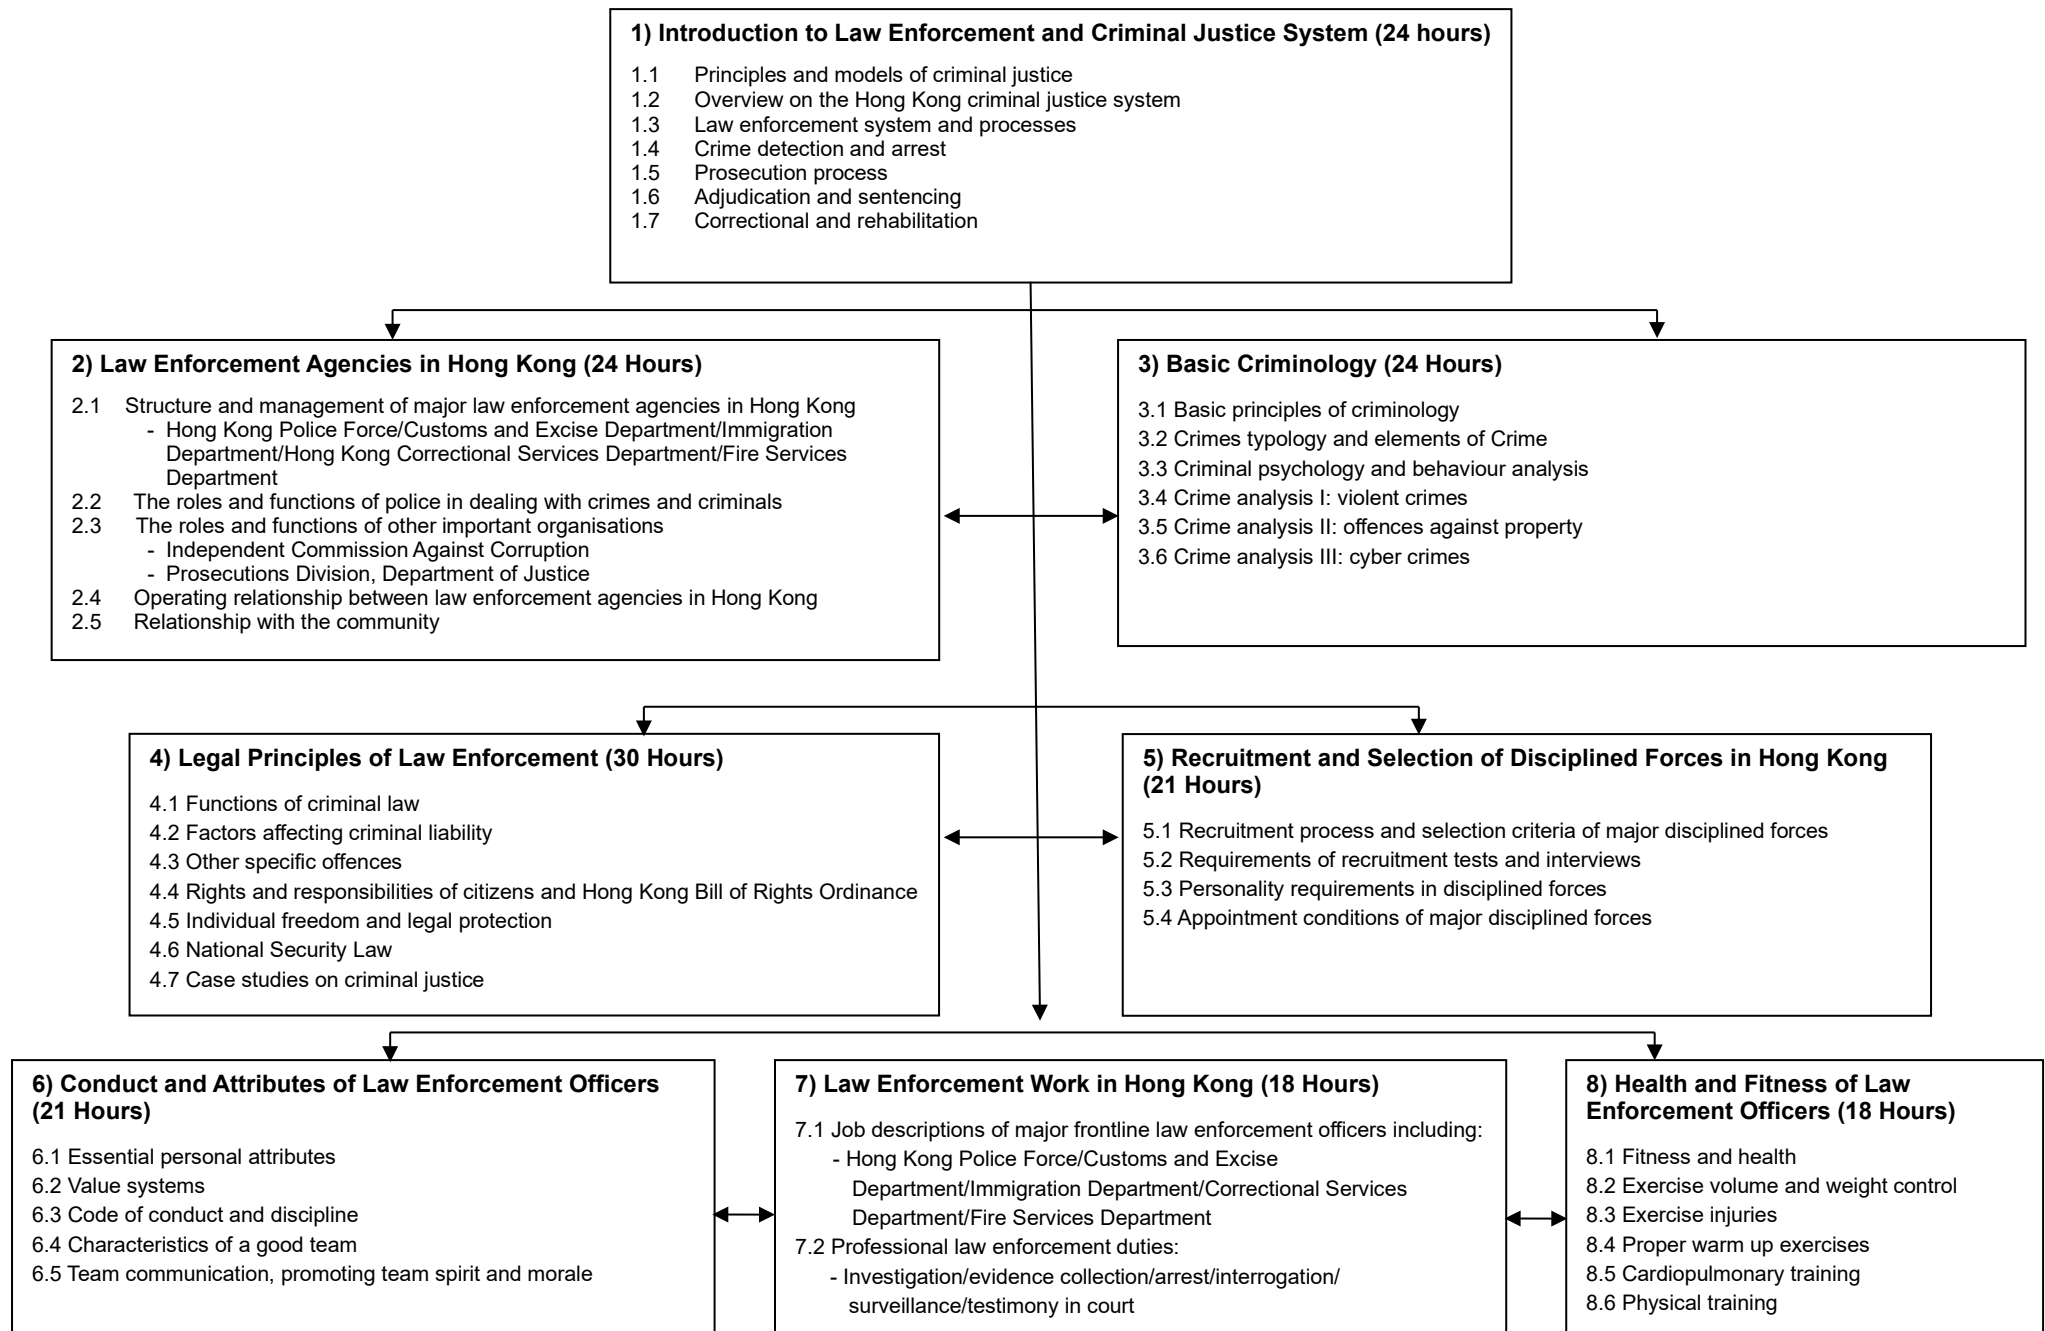 1) Introduction to Law Enforcement and Criminal Justice System (24 hours)
1.1 Principles and models of criminal justice
1.2 Overview on the Hong Kong criminal justice system
1.3 Law enforcement system and processes
1.4 Crime detection and arrest
1.5 Prosecution process
1.6 Adjudication and sentencing
1.7 Correctional and rehabilitation
2) Law Enforcement Agencies in Hong Kong (24 Hours)
2.1 Structure and management of major law enforcement agencies in Hong Kong
- Hong Kong Police Force/Customs and Excise Department/Immigration
Department/Hong Kong Correctional Services Department/Fire Services
Department
2.2 The roles and functions of police in dealing with crimes and criminals
2.3 The roles and functions of other important organisations
- Independent Commission Against Corruption
- Prosecutions Division, Department of Justice
2.4 Operating relationship between law enforcement agencies in Hong Kong
2.5 Relationship with the community
3) Basic Criminology (24 Hours)
3.1 Basic principles of criminology
3.2 Crimes typology and elements of Crime
3.3 Criminal psychology and behaviour analysis
3.4 Crime analysis I: violent crimes
3.5 Crime analysis II: offences against property
3.6 Crime analysis III: cyber crimes
4) Legal Principles of Law Enforcement (30 Hours)
4.1 Functions of criminal law
4.2 Factors affecting criminal liability
4.3 Other specific offences
4.4 Rights and responsibilities of citizens and Hong Kong Bill of Rights Ordinance
4.5 Individual freedom and legal protection
4.6 National Security Law
4.7 Case studies on criminal justice
5) Recruitment and Selection of Disciplined Forces in Hong Kong
(21 Hours)
5.1 Recruitment process and selection criteria of major disciplined forces
5.2 Requirements of recruitment tests and interviews
5.3 Personality requirements in disciplined forces
5.4 Appointment conditions of major disciplined forces
6) Conduct and Attributes of Law Enforcement Officers
(21 Hours)
6.1 Essential personal attributes
6.2 Value systems
6.3 Code of conduct and discipline
6.4 Characteristics of a good team
6.5 Team communication, promoting team spirit and morale
7) Law Enforcement Work in Hong Kong (18 Hours)
7.1 Job descriptions of major frontline law enforcement officers including:
- Hong Kong Police Force/Customs and Excise
Department/Immigration Department/Correctional Services
Department/Fire Services Department
7.2 Professional law enforcement duties:
- Investigation/evidence collection/arrest/interrogation/
surveillance/testimony in court
8) Health and Fitness of Law
Enforcement Officers (18 Hours)
8.1 Fitness and health
8.2 Exercise volume and weight control
8.3 Exercise injuries
8.4 Proper warm up exercises
8.5 Cardiopulmonary training
8.6 Physical training